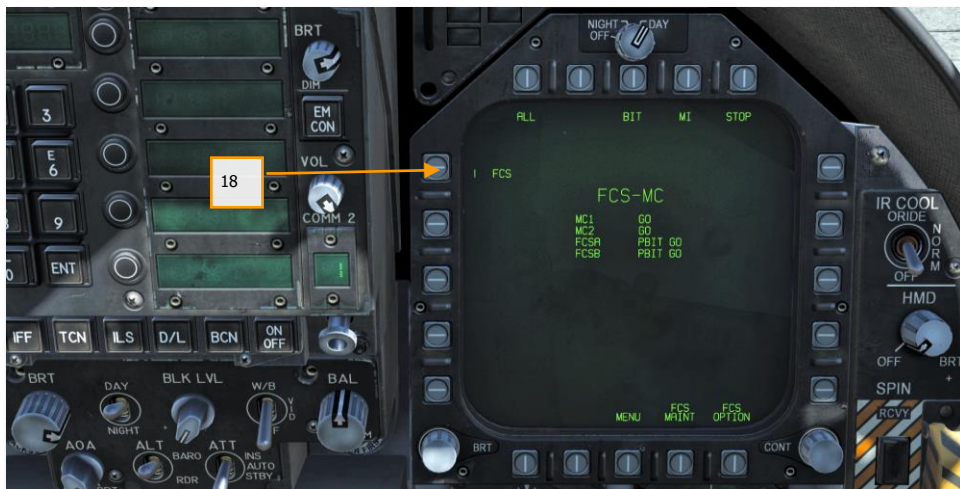 NIGHT DAY
OFF
BRT
DIM
3
EM
CON
E
6
VOL
18
9
COMM 2
0 ENT
IFF TCN ILS D/L BCN ON
OFF
BRT
DAY
NIGHT
BLK LVL
W/B
VID
F
BAL
AOA
ALT
BARO
RDR
ATT
INS
AUTO
STBY
ALL BIT MI STOP
FCS
FCS-MC
MC1 GO
MC2 GO
FCSA PBIT GO
FCSB PBIT GO
MENU FCS
MAINT FCS
OPTION
BRT
CONT
IR COOL
ORIDE
NORM
OFF
HMD
OFF BRT
+
SPIN
RCVY